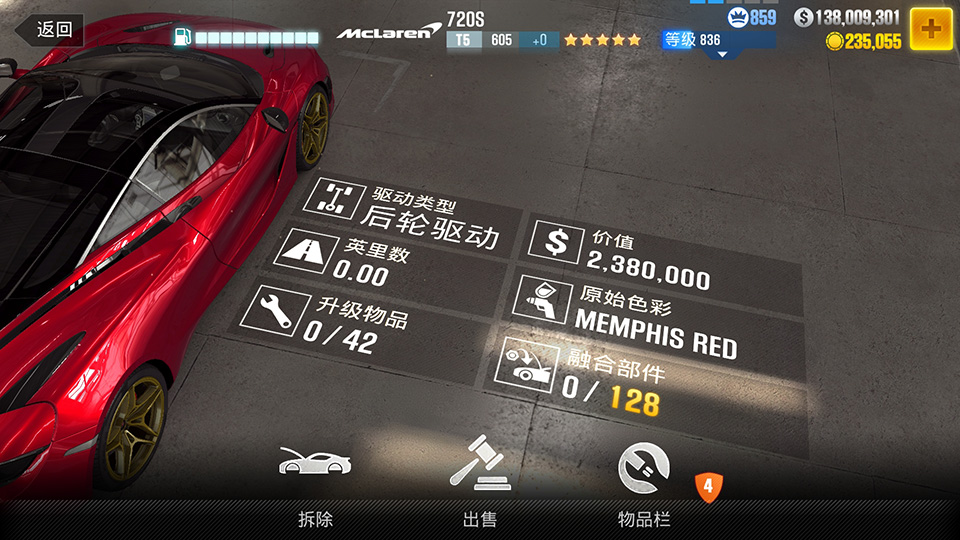 返回
McLaren
720S
T5 605 +0
等级 836
859
138,009,301
235,055
驱动类型
后轮驱动
英里数
0.00
升级物品
0/42
价值
2,380,000
原始色彩
MEMPHIS RED
融合部件
0/128
拆除
出售
物品栏
4